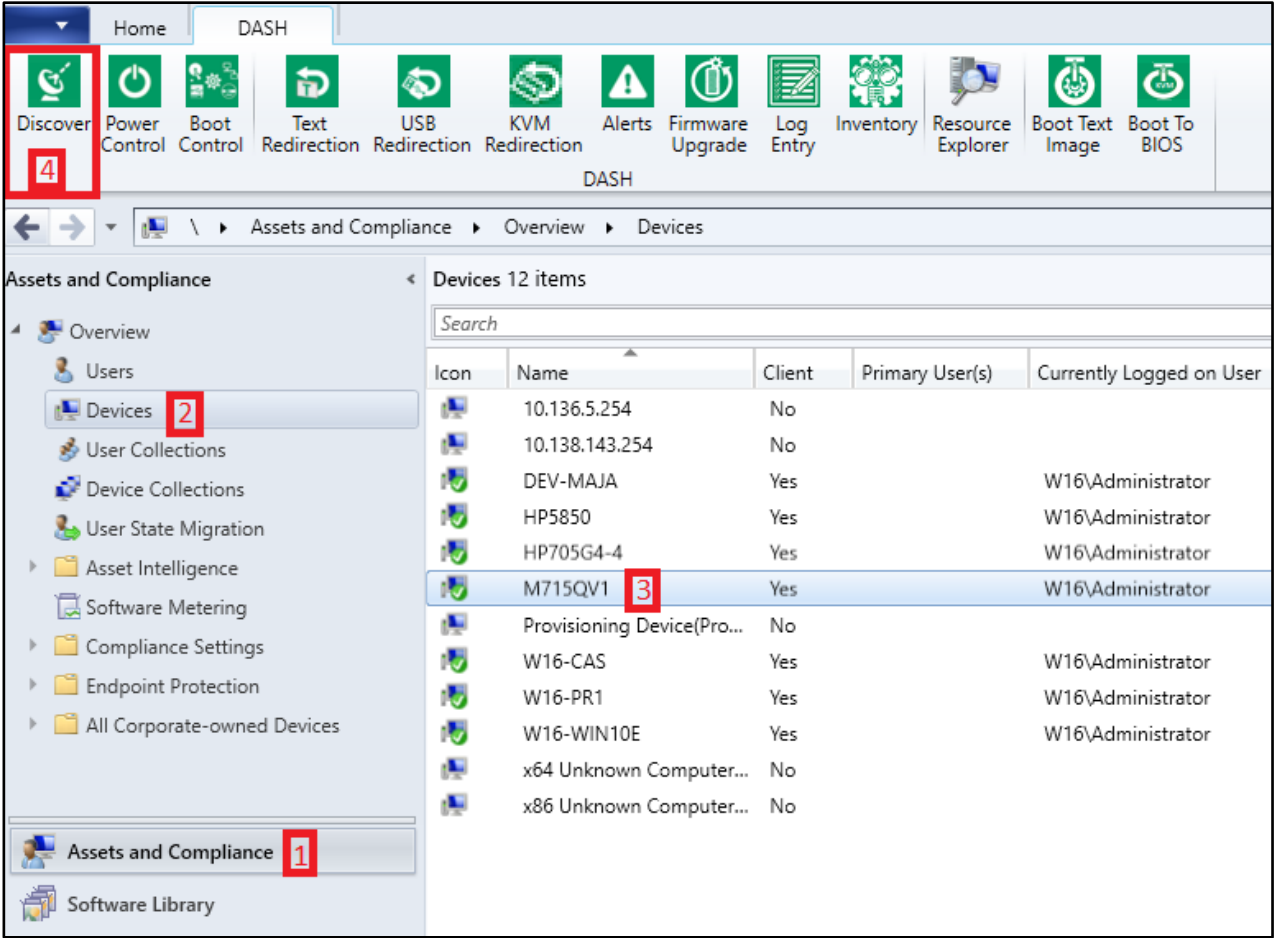 Home DASH
Discover Power Control Boot Control Text Redirection USB Redirection KVM Redirection Alerts Firmware Upgrade Log Entry Inventory Resource Explorer Boot Text Image Boot To BIOS
4
DASH
\ Assets and Compliance Overview Devices
Assets and Compliance
Overview
Users
Devices 2
User Collections
Device Collections
User State Migration
Asset Intelligence
Software Metering
Compliance Settings
Endpoint Protection
All Corporate-owned Devices
Assets and Compliance 1
Software Library
Devices 12 items
Search
Icon Name Client Primary User(s) Currently Logged on User
10.136.5.254 No
10.138.143.254 No
DEV-MAJA Yes W16\Administrator
HP5850 Yes W16\Administrator
HP705G4-4 Yes W16\Administrator
M715QV1 3 Yes W16\Administrator
Provisioning Device(Pro... No
W16-CAS Yes W16\Administrator
W16-PR1 Yes W16\Administrator
W16-WIN10E Yes W16\Administrator
x64 Unknown Computer... No
x86 Unknown Computer... No